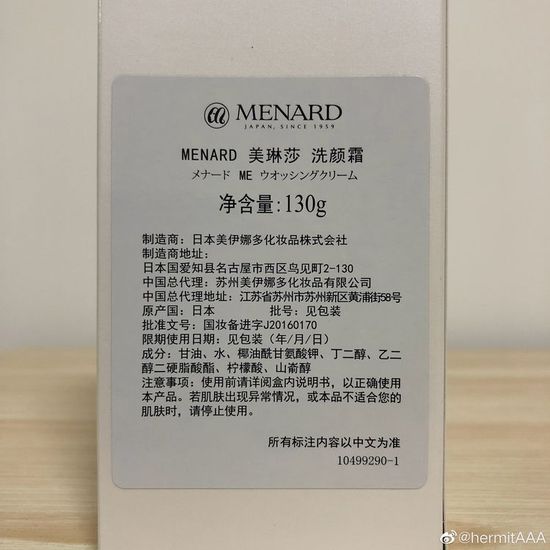 MENARD
JAPAN, SINCE 1959
MENARD 美琳莎 洗颜霜
メナード ME ウオッシングクリーム
净含量:130g
制造商: 日本美伊娜多化妆品株式会社
制造商地址:
日本国爱知县名古屋市西区鸟见町2-130
中国总代理: 苏州美伊娜多化妆品有限公司
中国总代理地址: 江苏省苏州市苏州新区黄浦街58号
原产国: 日本 批号: 见包装
批准文号: 国妆备进字J20160170
限期使用日期: 见包装（年/月/日）
成分: 甘油、水、椰油酰甘氨酸钾、丁二醇、乙二
醇二硬脂酸酯、柠檬酸、山嵛醇
注意事项: 使用前请详阅盒内说明书，以正确使用
本产品。若肌肤出现异常情况，或本品不适合您的
肌肤时，请停止使用。
所有标注内容以中文为准
10499290-1
@hermitAAA